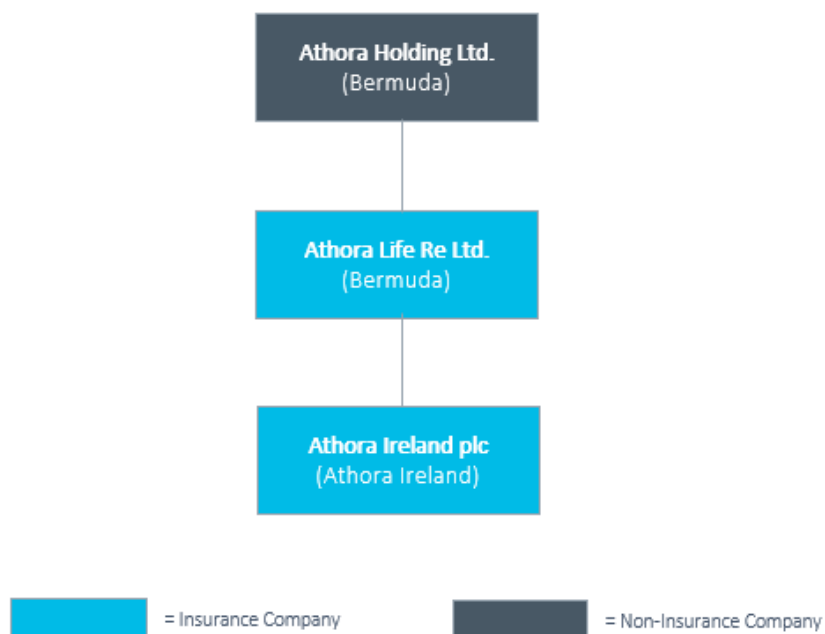 Athora Holding Ltd.
(Bermuda)
Athora Life Re Ltd.
(Bermuda)
Athora Ireland plc
(Athora Ireland)
= Insurance Company
= Non-Insurance Company